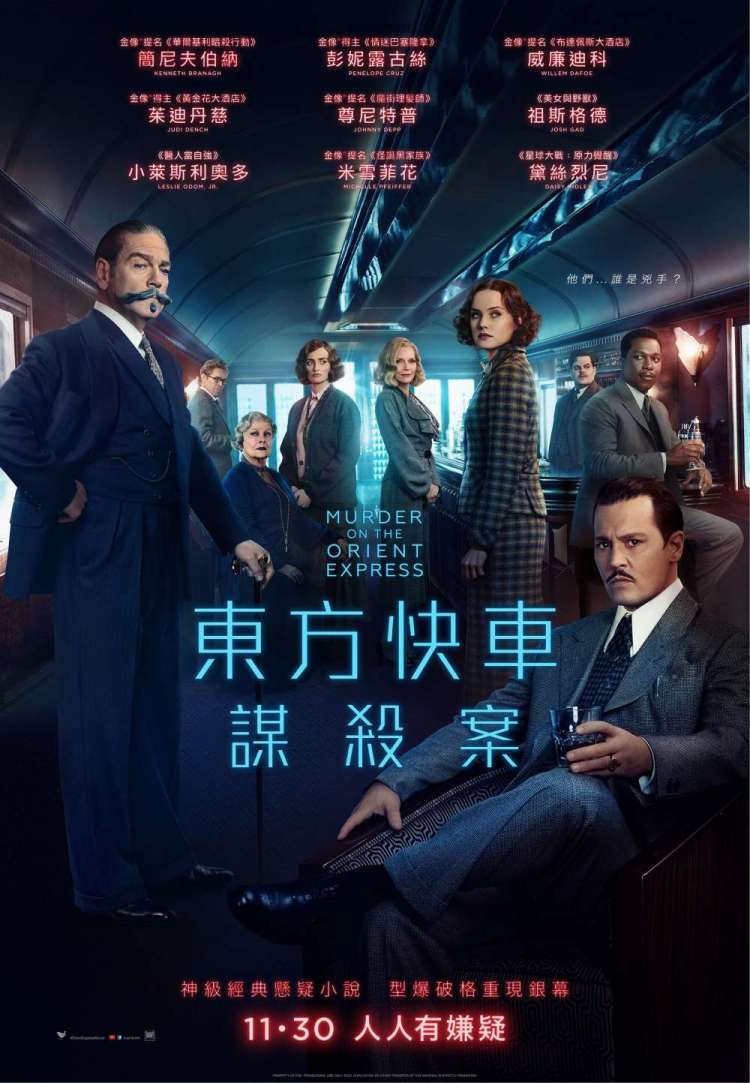 金像®提名《華爾基利暗殺行動》
簡尼夫伯納
KENNETH BRANAGH
金像®得主《情迷巴塞隆拿》
彭妮露古絲
PENÉLOPE CRUZ
金像®提名《布達佩斯大酒店》
威廉迪科
WILLEM DAFOE
金像®得主《黃金花大酒店》
茱迪丹慈
JUDI DENCH
金像®提名《魔街理髮師》
尊尼特普
JOHNNY DEPP
《美女與野獸》
祖斯格德
JOSH GAD
《醫人當自強》
小萊斯利奧多
LESLIE ODOM, JR.
金像®提名《怪誕黑家族》
米雪菲花
MICHELLE PFEIFFER
《星球大戰：原力覺醒》
黛絲烈尼
DAISY RIDLEY
他們...誰是兇手？
MURDER
ON THE
ORIENT
EXPRESS
東方快車
謀殺案
神級經典懸疑小說 型爆破格重現銀幕
11•30 人人有嫌疑